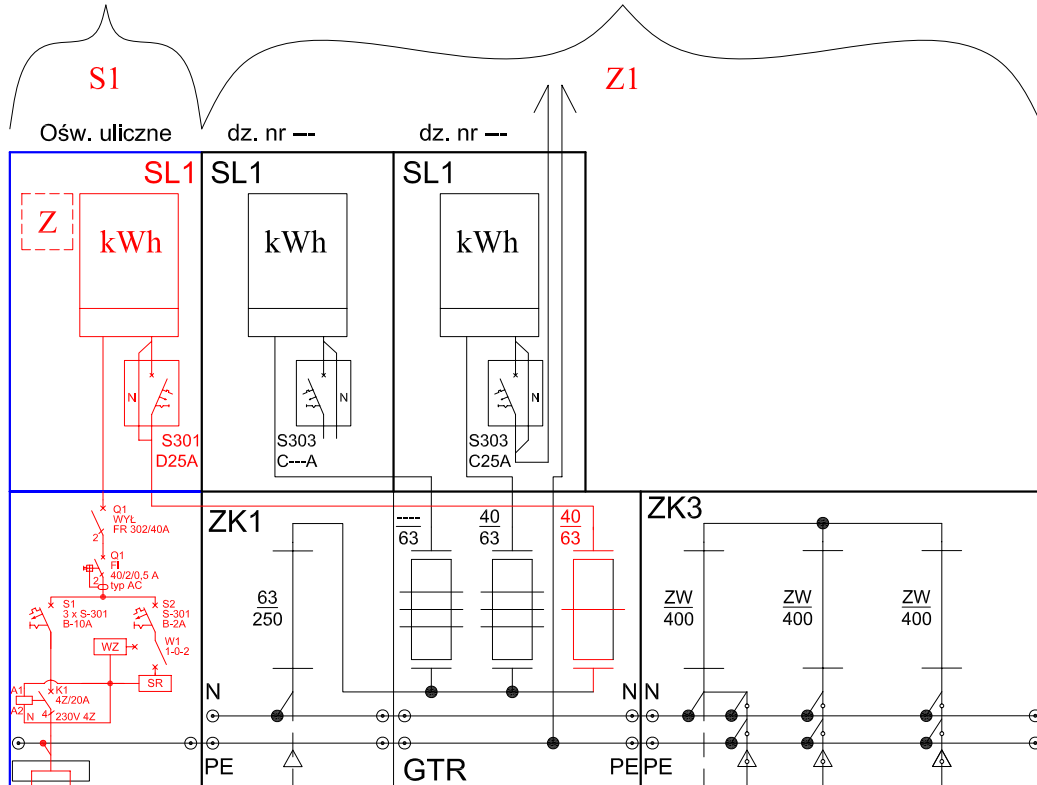 S1
Z1
Ośw. uliczne
dz. nr ---
dz. nr ---
SL1
SL1
SL1
Z
kWh
kWh
kWh
N
N
N
S301
D25A
S303
C---A
S303
C25A
Q1
WYŁ
FR 302/40A
2
Q1
FI
40/2/0,5 A
typ AC
2
S1
3 x S-301
B-10A
S2
S-301
B-2A
W1
1-0-2
WZ
SR
A1
A2
K1
4Z/20A
N
4
230V 4Z
ZK1
----
63
40
63
40
63
63
250
N
N
PE
GTR
PE
ZK3
ZW
400
ZW
400
ZW
400
N
PE